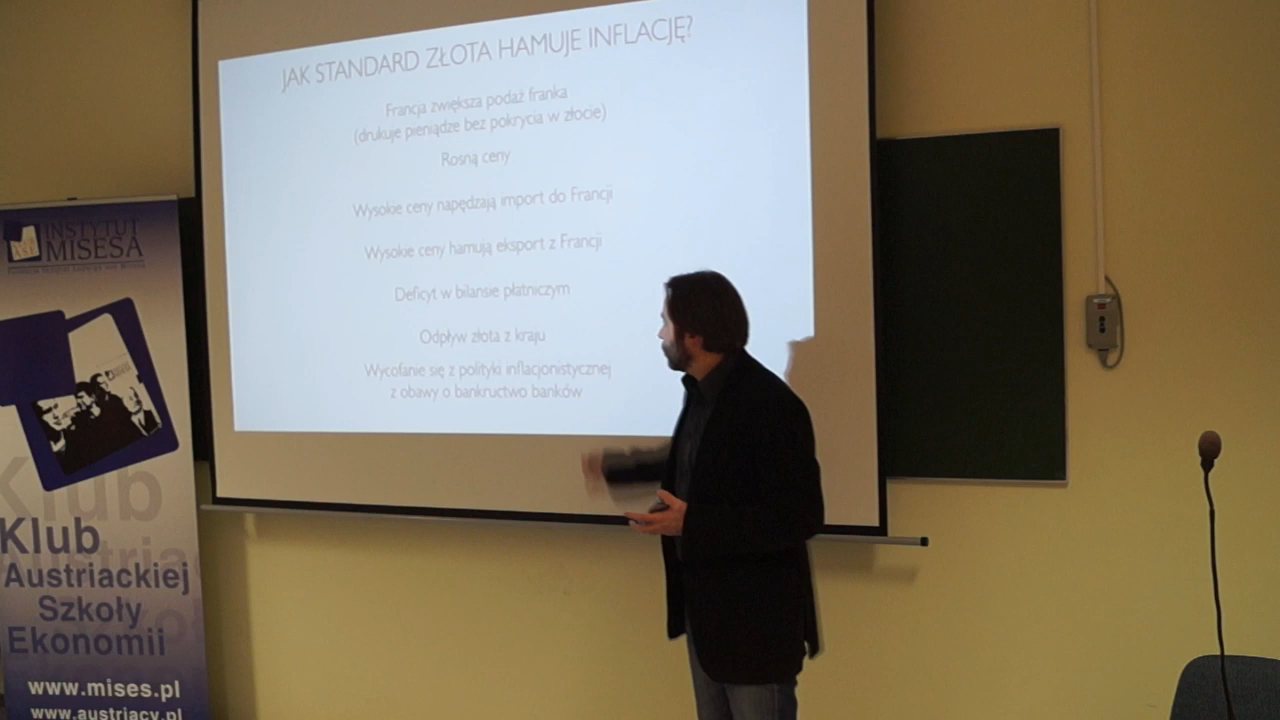 JAK STANDARD ZŁOTA HAMUJE INFLACJĘ?
Francja zwiększa podaż franka
(drukuje pieniądze bez pokrycia w złocie)
Rosną ceny
Wysokie ceny napędzają import do Francji
Wysokie ceny hamują eksport z Francji
Deficyt w bilansie płatniczym
Odpływ złota z kraju
Wycofanie się z polityki inflacjonistycznej
z obawy o bankructwo banków
INSTYTUT
MISESA
Klub
Klub
Austriackiej
Szkoły
Ekonomii
www.mises.pl
www.austriacy.pl